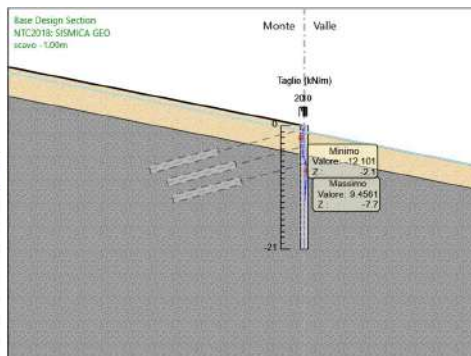 Base Design Section
NTC2018: SISMICA GEO
scavo -1.00m
Monte
Valle
Taglio (kN/m)
0
Minimo
Valore: -12.101
Z : -2.1
Massimo
Valore: 9.4561
Z : -7.7
-21